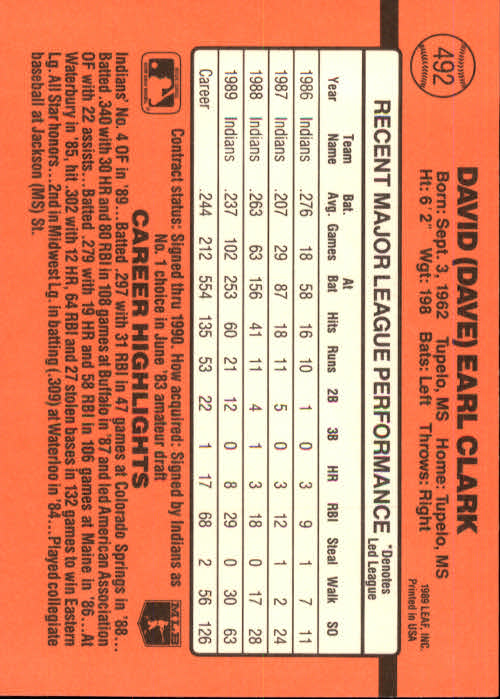 492
DAVID (DAVE) EARL CLARK
Born: Sept. 3, 1962 Tupelo, MS Home: Tupelo, MS
Ht: 6' 2" Wgt: 198 Bats: Left Throws: Right
1989 LEAF, INC.
Printed in USA
RECENT MAJOR LEAGUE PERFORMANCE *Denotes Led League
Year Team Name Bat. Avg. Games At Bat Hits Runs 2B 3B HR RBI Steal Walk SO
1986 Indians .276 18 58 16 10 1 0 3 9 1 7 11
1987 Indians .207 29 87 18 11 5 0 3 12 1 2 24
1988 Indians .263 63 156 41 11 4 1 3 18 0 17 28
1989 Indians .237 102 253 60 21 12 0 8 29 0 30 63
Career .244 212 554 135 53 22 1 17 68 2 56 126
Contract status: Signed thru 1990. How acquired: Signed by Indians as
No. 1 choice in June '83 amateur draft
MLB
CAREER HIGHLIGHTS
Indians' No. 4 OF in '89...Batted .297 with 31 RBI in 47 games at Colorado Springs in '88...
Batted .340 with 30 HR and 80 RBI in 108 games at Buffalo in '87 and led American Association
OF with 22 assists...Batted .279 with 19 HR and 58 RBI in 106 games at Maine in '86...At
Waterbury in '85, hit .302 with 12 HR, 64 RBI and 27 stolen bases in 132 games to win Eastern
Lg. All Star honors...2nd in Midwest Lg. in batting (.309) at Waterloo in '84...Played collegiate
baseball at Jackson (MS) St.